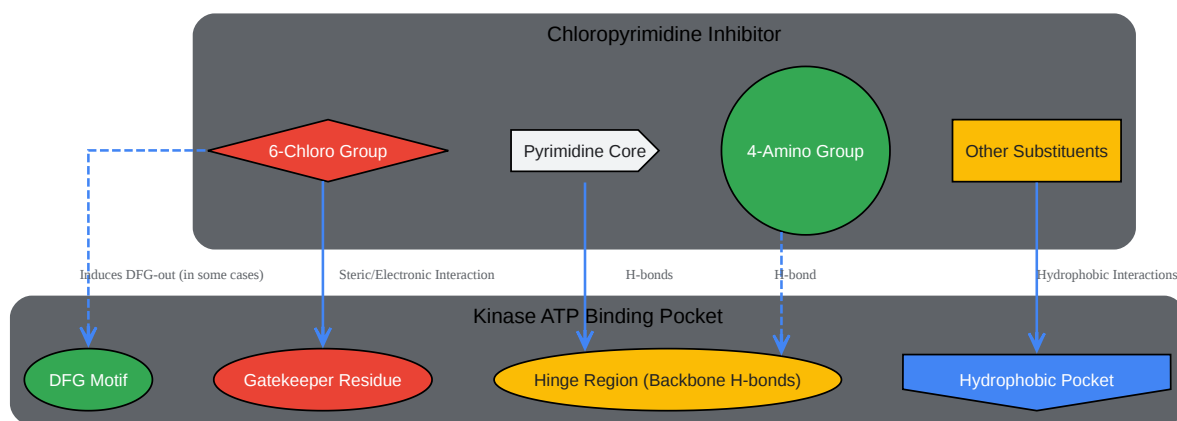 Chloropyrimidine Inhibitor
6-Chloro Group
Pyrimidine Core
4-Amino Group
Other Substituents
Induces DFG-out (in some cases)
Steric/Electronic Interaction
H-bonds
H-bond
Hydrophobic Interactions
Kinase ATP Binding Pocket
DFG Motif
Gatekeeper Residue
Hinge Region (Backbone H-bonds)
Hydrophobic Pocket